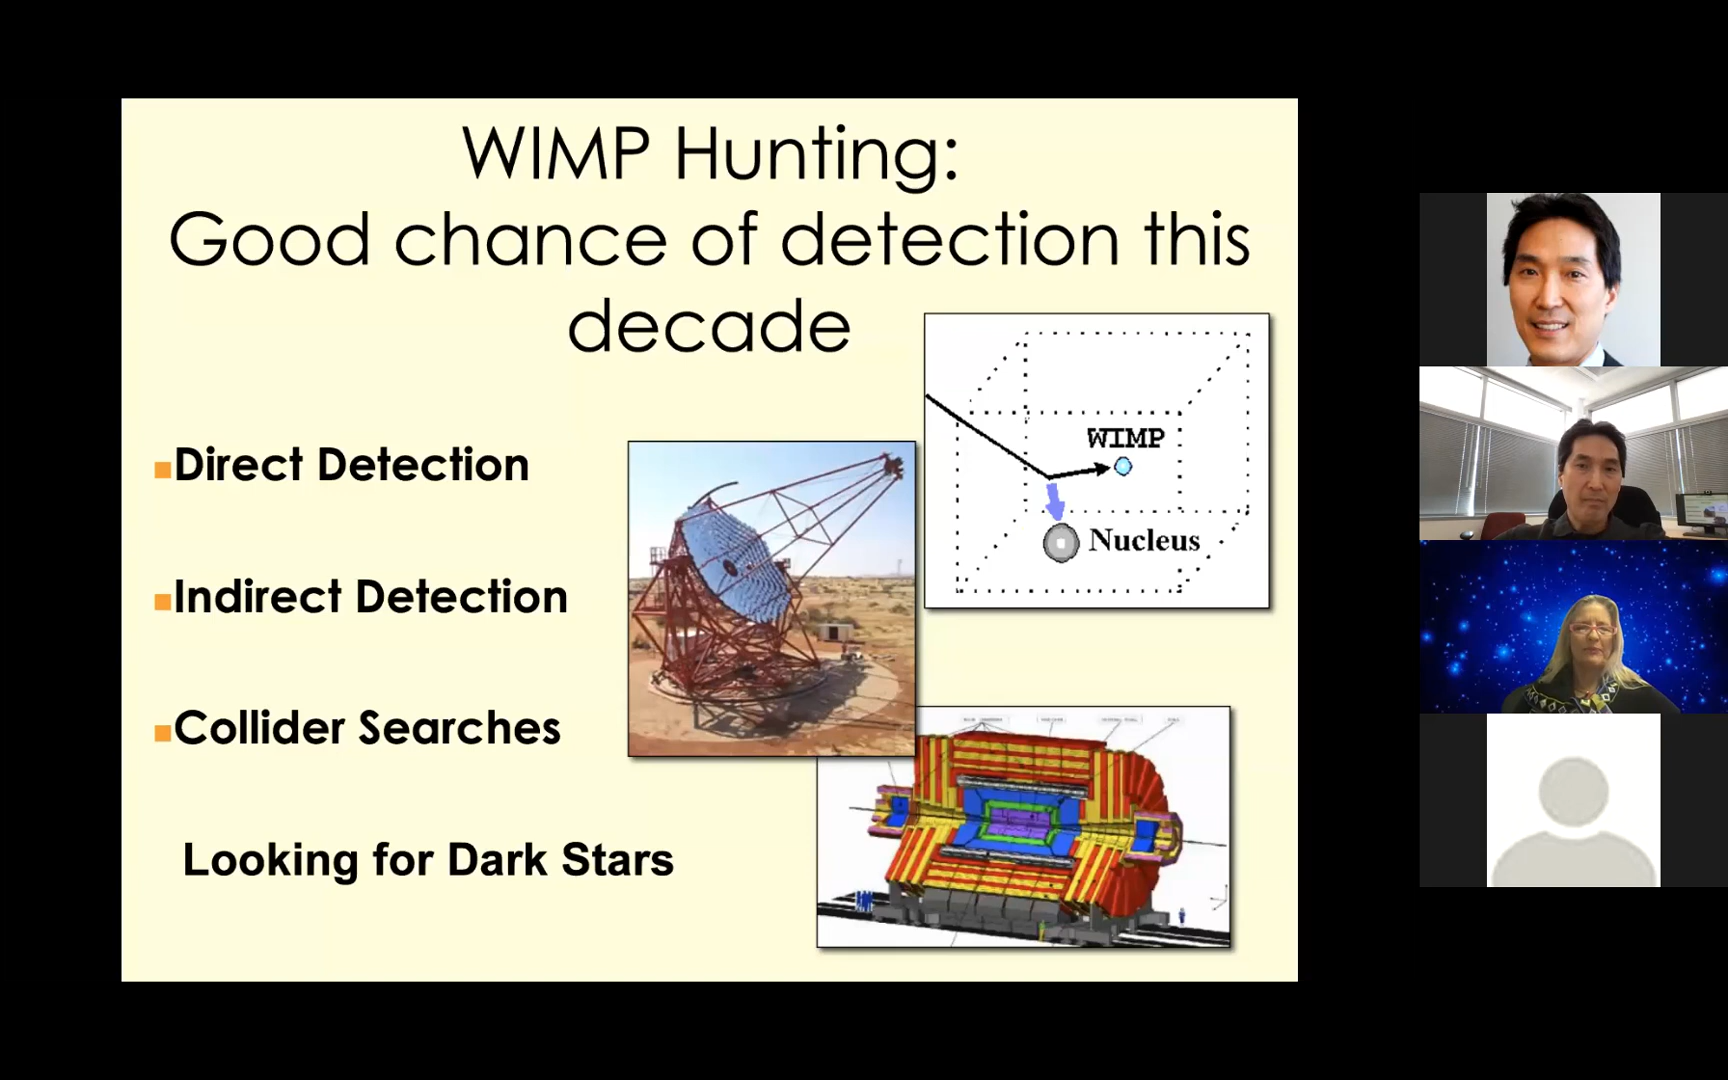 WIMP Hunting:
Good chance of detection this
decade
Direct Detection
Indirect Detection
Collider Searches
Looking for Dark Stars
WIMP
Nucleus